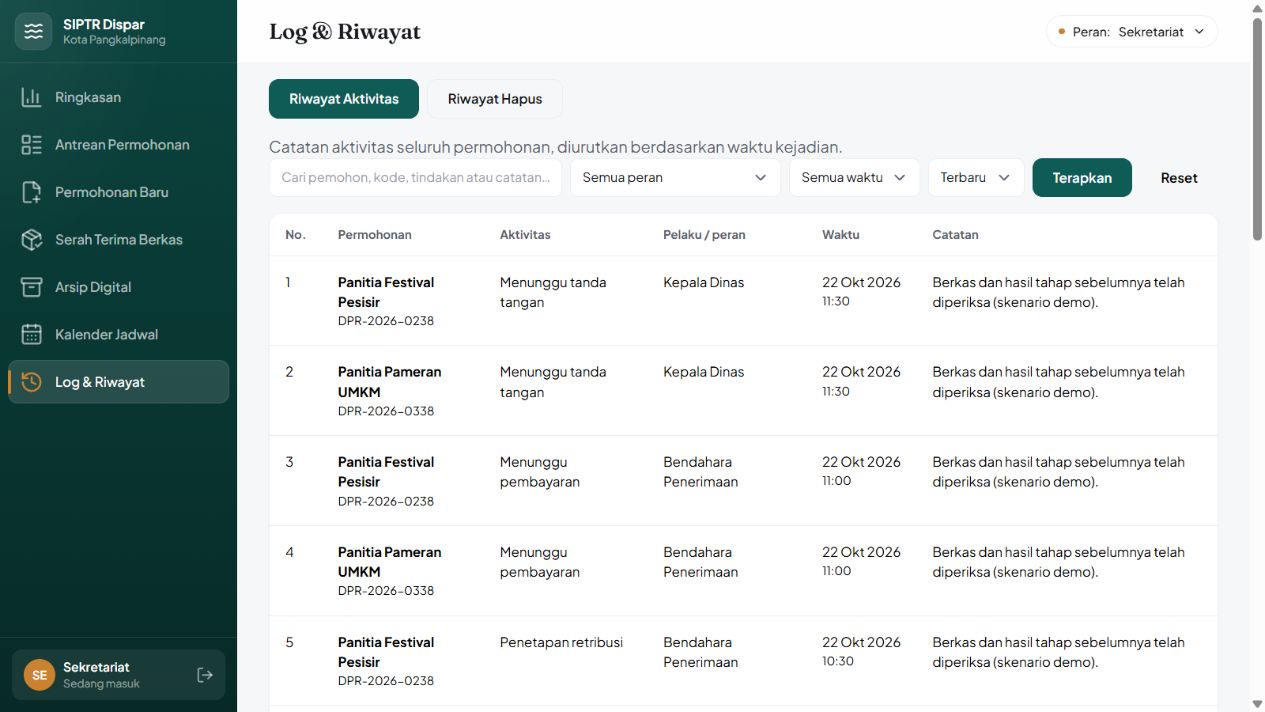 SIPTR Dispar
Kota Pangkalpinang
Ringkasan
Antrean Permohonan
Permohonan Baru
Serah Terima Berkas
Arsip Digital
Kalender Jadwal
Log & Riwayat
SE
Sekretariat
Sedang masuk
Log & Riwayat
Peran: Sekretariat
Riwayat Aktivitas
Riwayat Hapus
Catatan aktivitas seluruh permohonan, diurutkan berdasarkan waktu kejadian.
Cari pemohon, kode, tindakan atau catatan...
Semua peran
Semua waktu
Terbaru
Terapkan
Reset
No. Permohonan Aktivitas Pelaku / peran Waktu Catatan
1
Panitia Festival
Pesisir
DPR-2026-0238
Menunggu tanda
tangan
Kepala Dinas
22 Okt 2026
11:30
Berkas dan hasil tahap sebelumnya telah
diperiksa (skenario demo).
2
Panitia Pameran
UMKM
DPR-2026-0338
Menunggu tanda
tangan
Kepala Dinas
22 Okt 2026
11:30
Berkas dan hasil tahap sebelumnya telah
diperiksa (skenario demo).
3
Panitia Festival
Pesisir
DPR-2026-0238
Menunggu
pembayaran
Bendahara
Penerimaan
22 Okt 2026
11:00
Berkas dan hasil tahap sebelumnya telah
diperiksa (skenario demo).
4
Panitia Pameran
UMKM
DPR-2026-0338
Menunggu
pembayaran
Bendahara
Penerimaan
22 Okt 2026
11:00
Berkas dan hasil tahap sebelumnya telah
diperiksa (skenario demo).
5
Panitia Festival
Pesisir
DPR-2026-0238
Penetapan retribusi
Bendahara
Penerimaan
22 Okt 2026
10:30
Berkas dan hasil tahap sebelumnya telah
diperiksa (skenario demo).